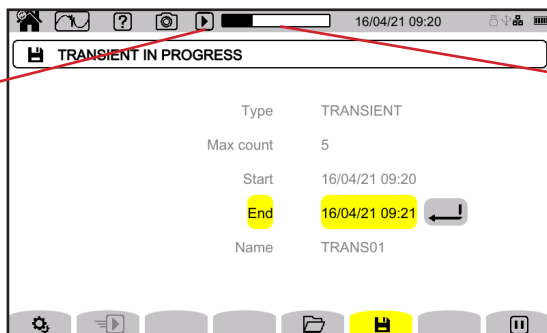 16/04/21 09:20
TRANSIENT IN PROGRESS
Type TRANSIENT
Max count 5
Start 16/04/21 09:20
End 16/04/21 09:21
Name TRANS01